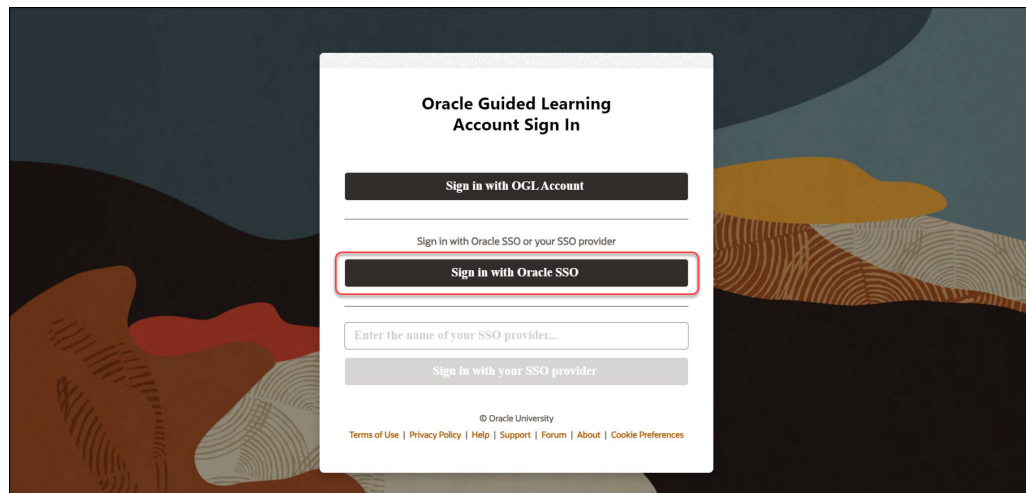 Oracle Guided Learning
Account Sign In
Sign in with OGL Account
Sign in with Oracle SSO or your SSO provider
Sign in with Oracle SSO
Enter the name of your SSO provider...
Sign in with your SSO provider
© Oracle University
Terms of Use | Privacy Policy | Help | Support | Forum | About | Cookie Preferences